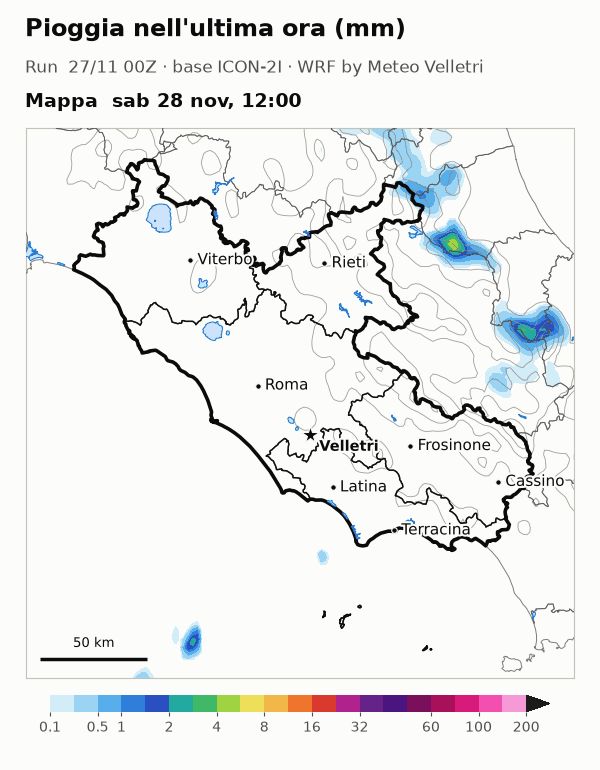 Pioggia nell'ultima ora (mm)
Run  27/11 00Z · base ICON-2I · WRF by Meteo Velletri
Mappa  sab 28 nov, 12:00
Viterbo
Rieti
Roma
Velletri
Frosinone
Latina
Cassino
Terracina
50 km
0.1 0.5 1 2 4 8 16 32 60 100 200